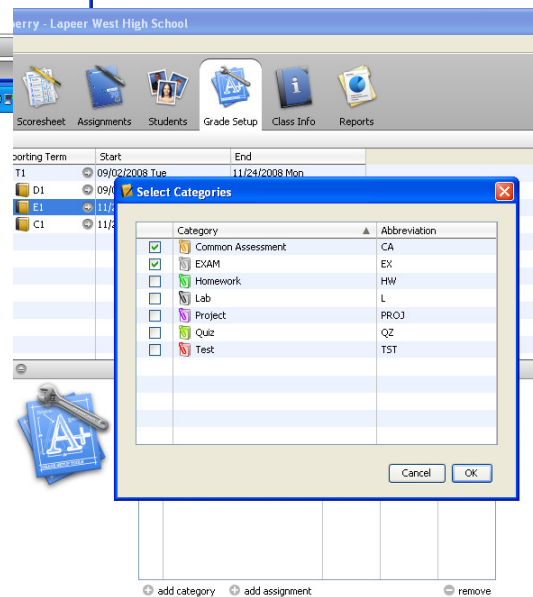 perry - Lapeer West High School
Scoresheet Assignments Students Grade Setup Class Info Reports
porting Term Start End
T1 09/02/2008 Tue 11/24/2008 Mon
D1 09/0
E1 11/2
C1 11/2
Select Categories
Category Abbreviation
Common Assessment CA
EXAM EX
Homework HW
Lab L
Project PROJ
Quiz QZ
Test TST
Cancel OK
A+
add category add assignment remove